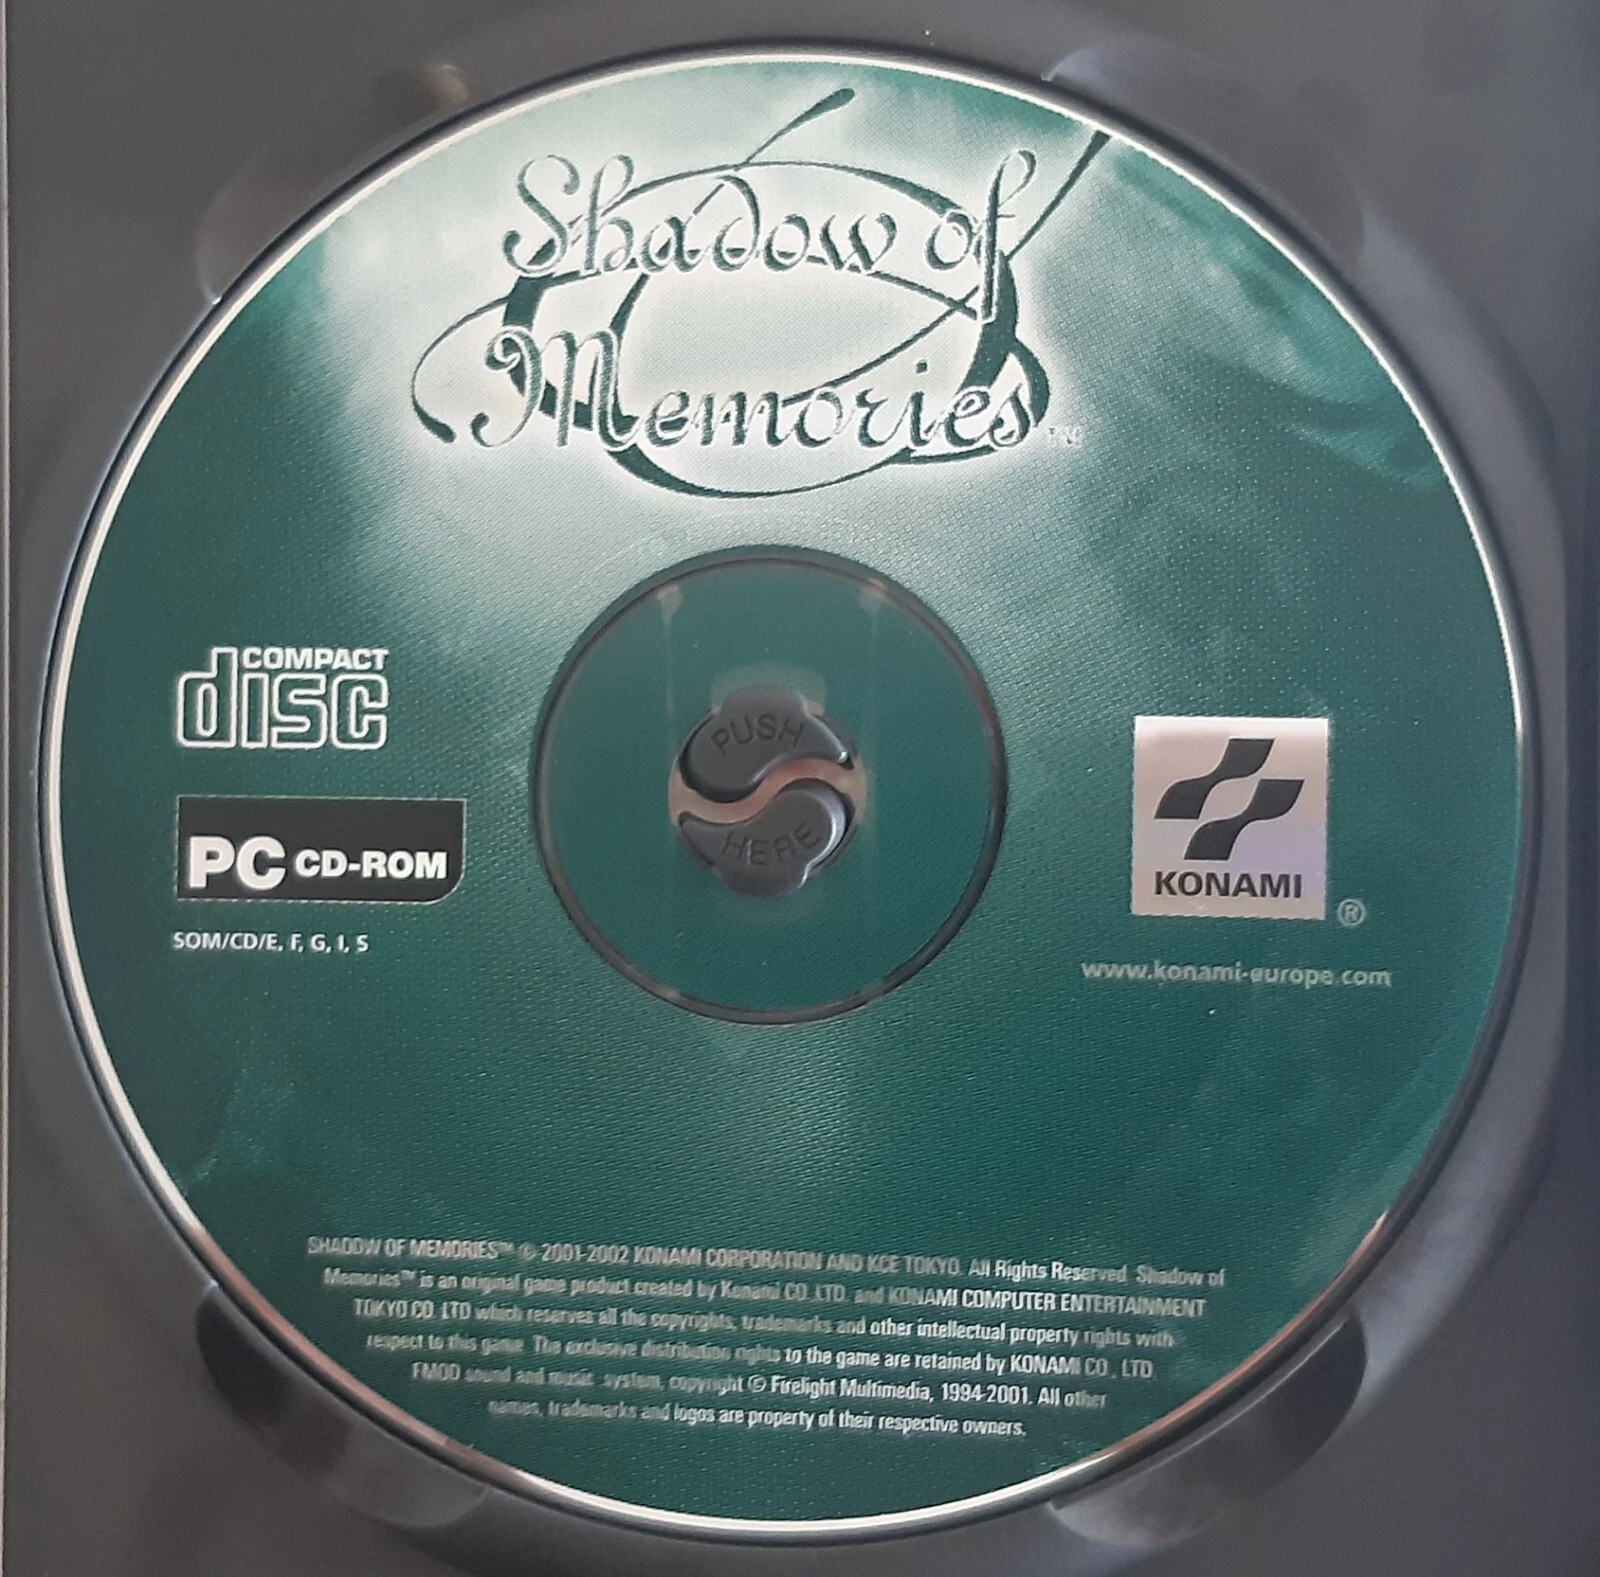 Shadow of
Memories™
COMPACT
disc
PUSH
HERE
PC CD-ROM
SOM/CD/E, F, G, I, S
KONAMI
®
www.konami-europe.com
SHADOW OF MEMORIES™ © 2001-2002 KONAMI CORPORATION AND KCE TOKYO. All Rights Reserved. Shadow of
Memories™ is an original game product created by Konami CO. LTD. and KONAMI COMPUTER ENTERTAINMENT
TOKYO CO. LTD which reserves all the copyrights, trademarks and other intellectual property rights with
respect to this game. The exclusive distribution rights to the game are retained by KONAMI CO., LTD.
FMOD sound and music system, copyright © Firelight Multimedia, 1994-2001. All other
names, trademarks and logos are property of their respective owners.